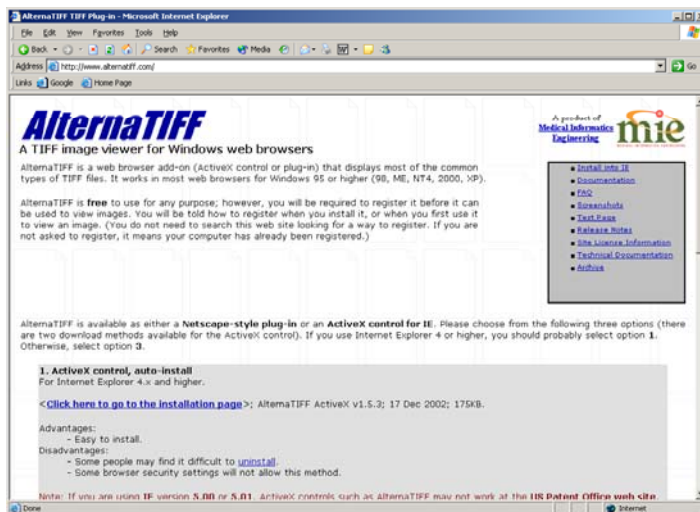 AlternaTIFF TIFF Plug-in - Microsoft Internet Explorer
File Edit View Favorites Tools Help
Back Search Favorites Media
Address http://www.alternatiff.com/ Go
Links Google Home Page
AlternaTIFF
A TIFF image viewer for Windows web browsers
A product of
Medical Informatics
Engineering
mie
AlternaTIFF is a web browser add-on (ActiveX control or plug-in) that displays most of the common
types of TIFF files. It works in most web browsers for Windows 95 or higher (98, ME, NT4, 2000, XP).
AlternaTIFF is free to use for any purpose; however, you will be required to register it before it can
be used to view images. You will be told how to register when you install it, or when you first use it
to view an image. (You do not need to search this web site looking for a way to register. If you are
not asked to register, it means your computer has already been registered.)
Install into IE
Documentation
FAQ
Screenshots
Test Page
Release Notes
Site License Information
Technical Documentation
Archive
AlternaTIFF is available as either a Netscape-style plug-in or an ActiveX control for IE. Please choose from the following three options (there
are two download methods available for the ActiveX control). If you use Internet Explorer 4 or higher, you should probably select option 1.
Otherwise, select option 3.
1. ActiveX control, auto-install
For Internet Explorer 4.x and higher.
<Click here to go to the installation page>; AlternaTIFF ActiveX v1.5.3; 17 Dec 2002; 175KB.
Advantages:
- Easy to install.
Disadvantages:
- Some people may find it difficult to uninstall.
- Some browser security settings will not allow this method.
Note: If you are using IE version 5.00 or 5.01, ActiveX controls such as AlternaTIFF may not work at the US Patent Office web site.
Done Internet